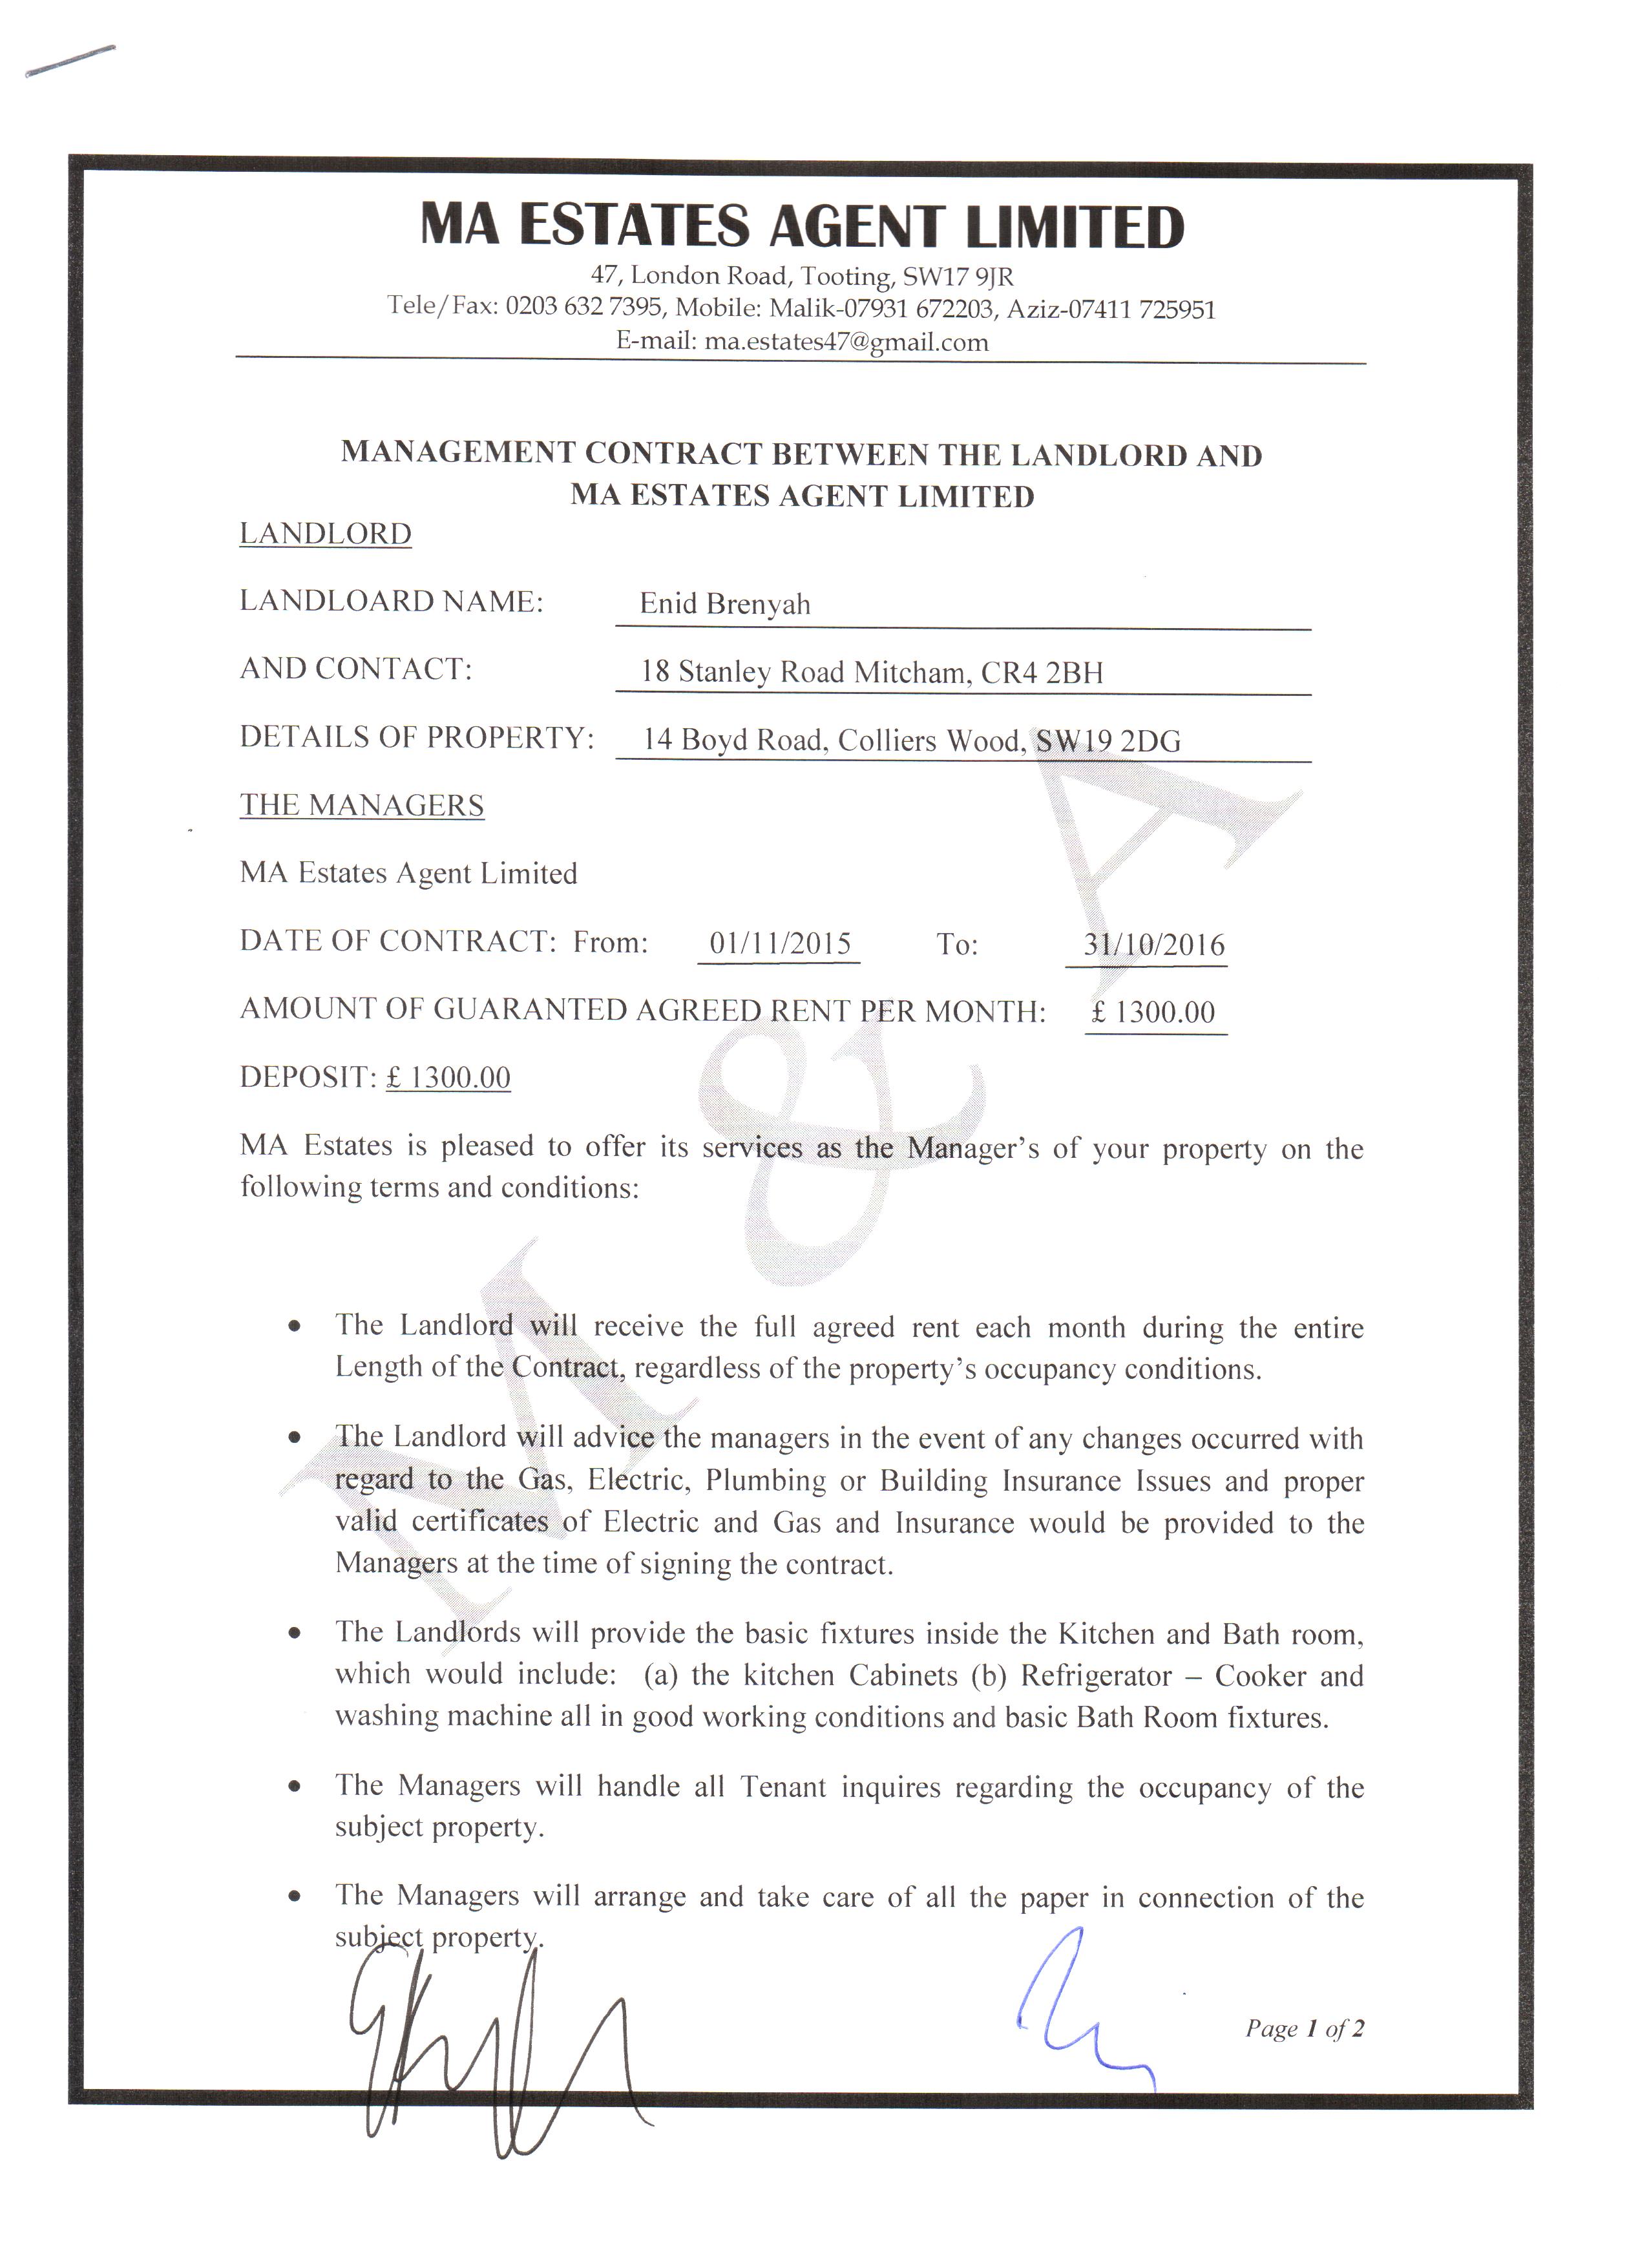 MA ESTATES AGENT LIMITED
47, London Road, Tooting, SW17 9JR
Tele/Fax: 0203 632 7395, Mobile: Malik-07931 672203, Aziz-07411 725951
E-mail: ma.estates47@gmail.com
MANAGEMENT CONTRACT BETWEEN THE LANDLORD AND
MA ESTATES AGENT LIMITED
LANDLORD
LANDLOARD NAME: Enid Brenyah
AND CONTACT: 18 Stanley Road Mitcham, CR4 2BH
DETAILS OF PROPERTY: 14 Boyd Road, Colliers Wood, SW19 2DG
THE MANAGERS
MA Estates Agent Limited
DATE OF CONTRACT: From: 01/11/2015 To: 31/10/2016
AMOUNT OF GUARANTED AGREED RENT PER MONTH: £ 1300.00
DEPOSIT: £ 1300.00
MA Estates is pleased to offer its services as the Manager's of your property on the
following terms and conditions:
• The Landlord will receive the full agreed rent each month during the entire
Length of the Contract, regardless of the property's occupancy conditions.
• The Landlord will advice the managers in the event of any changes occurred with
regard to the Gas, Electric, Plumbing or Building Insurance Issues and proper
valid certificates of Electric and Gas and Insurance would be provided to the
Managers at the time of signing the contract.
• The Landlords will provide the basic fixtures inside the Kitchen and Bath room,
which would include: (a) the kitchen Cabinets (b) Refrigerator – Cooker and
washing machine all in good working conditions and basic Bath Room fixtures.
• The Managers will handle all Tenant inquires regarding the occupancy of the
subject property.
• The Managers will arrange and take care of all the paper in connection of the
subject property.
Page 1 of 2
M & A